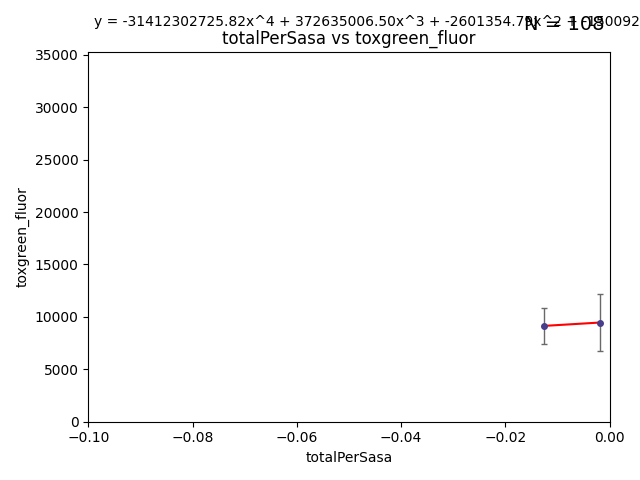 y = -31412302725.82x^4 + 372635006.50x^3 + -2601354.79x^2 + -150092
N = 108
totalPerSasa vs toxgreen_fluor
35000
30000
25000
20000
15000
10000
5000
0
toxgreen_fluor
−0.10 −0.08 −0.06 −0.04 −0.02 0.00
totalPerSasa